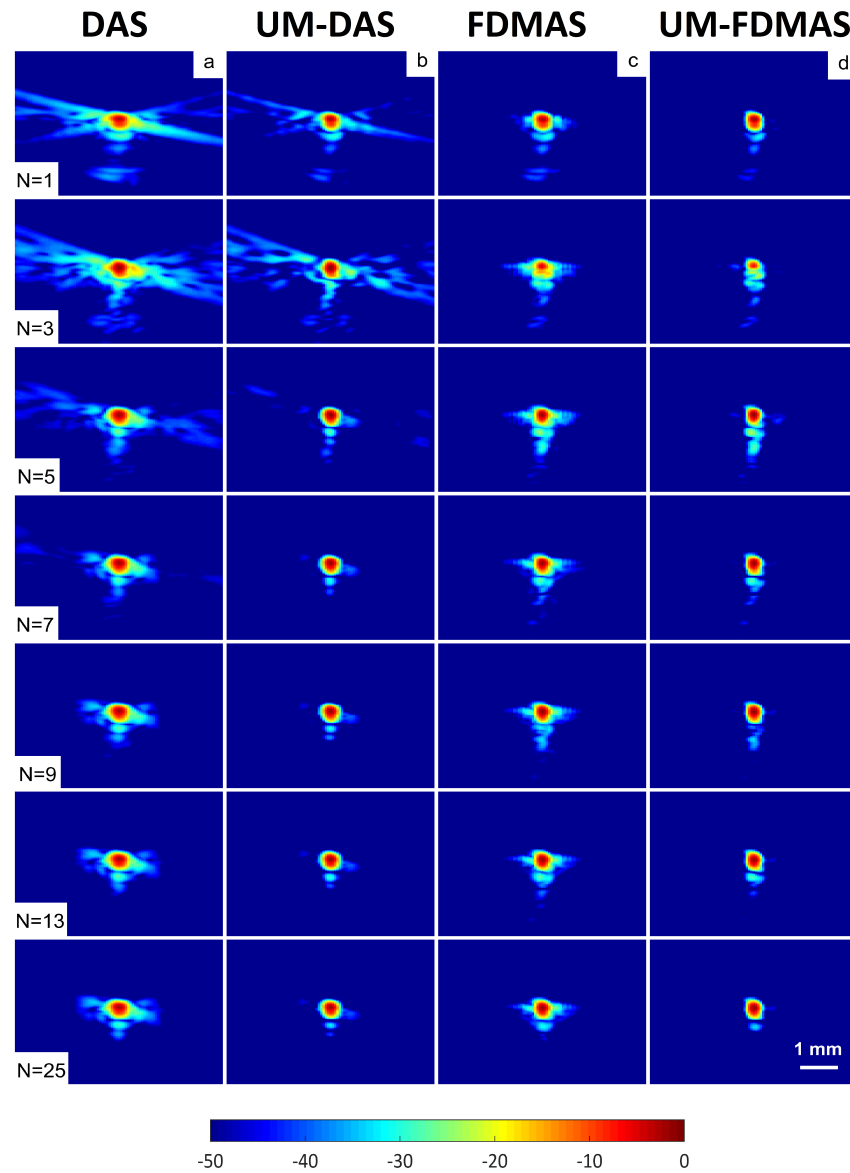 DAS UM-DAS FDMAS UM-FDMAS
a b c d
N=1
N=3
N=5
N=7
N=9
N=13
N=25
1 mm
-50 -40 -30 -20 -10 0